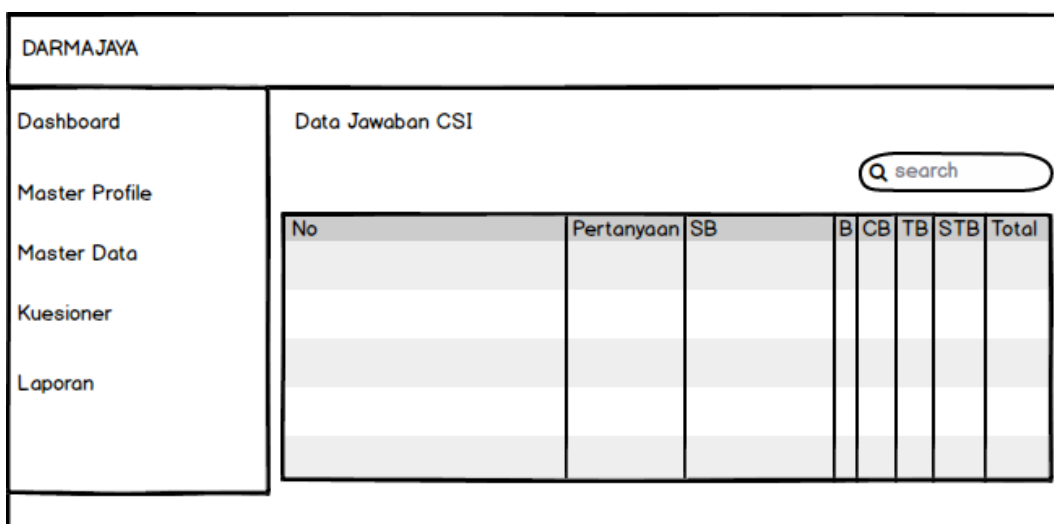 DARMAJAYA
Dashboard
Master Profile
Master Data
Kuesioner
Laporan
Data Jawaban CSI
search
No Pertanyaan SB B CB TB STB Total